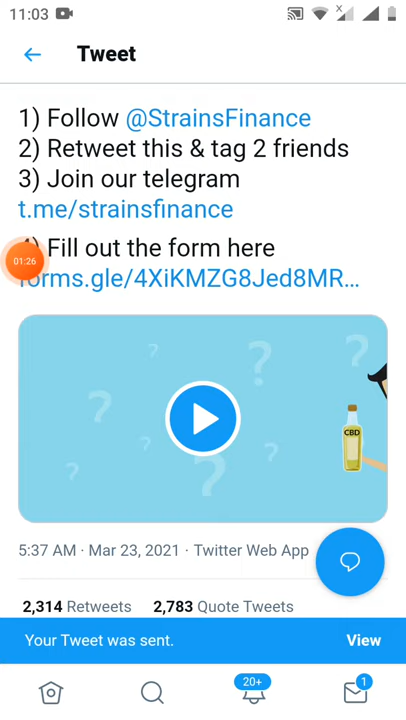 11:03
Tweet
1) Follow @StrainsFinance
2) Retweet this & tag 2 friends
3) Join our telegram
t.me/strainsfinance
Fill out the form here
01:26
forms.gle/4XiKMZG8Jed8MR...
? ? ? ? ? ? ?
CBD
5:37 AM · Mar 23, 2021 · Twitter Web App
2,314 Retweets 2,783 Quote Tweets
Your Tweet was sent. View
20+ 1